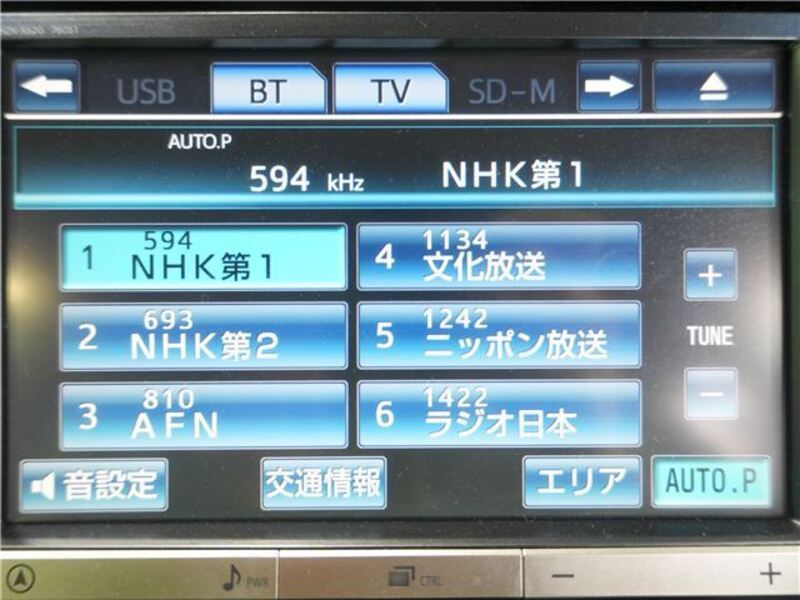 USB
BT
TV
SD-M
AUTO.P
594 kHz NHK第1
1 594 NHK第1
4 1134 文化放送
2 693 NHK第2
5 1242 ニッポン放送
3 810 AFN
6 1422 ラジオ日本
+
TUNE
-
音設定
交通情報
エリア
AUTO.P
PWR
CTRL
- +